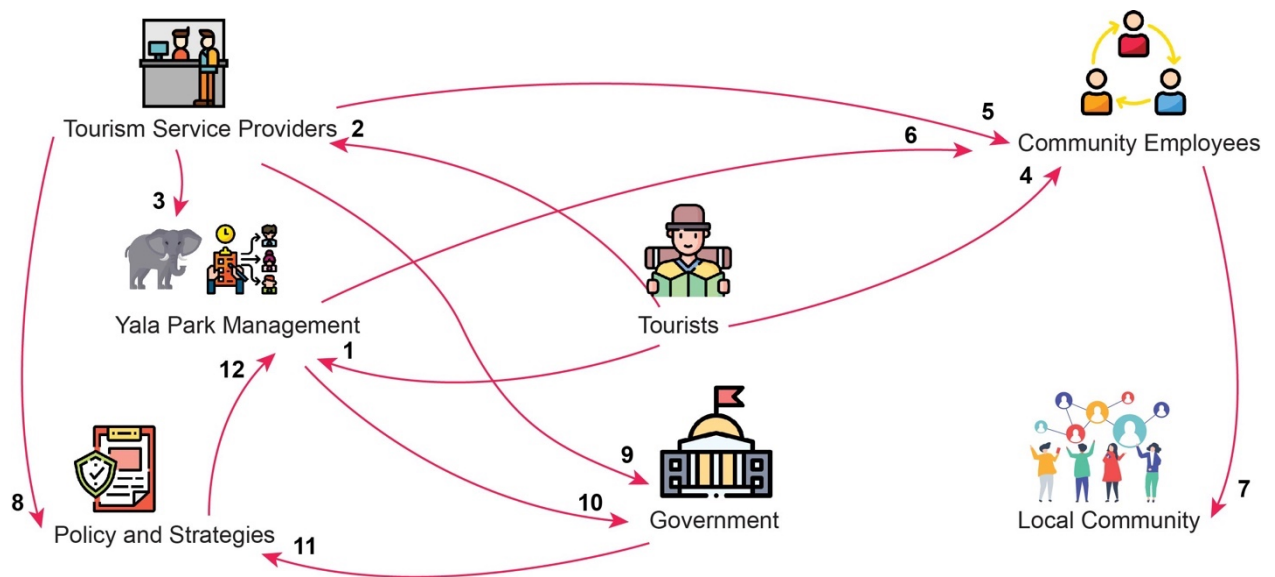 5
Tourism Service Providers 2
6
Community Employees
4
3
Yala Park Management
Tourists
1
12
9
7
8
10
Policy and Strategies
Government
Local Community
11